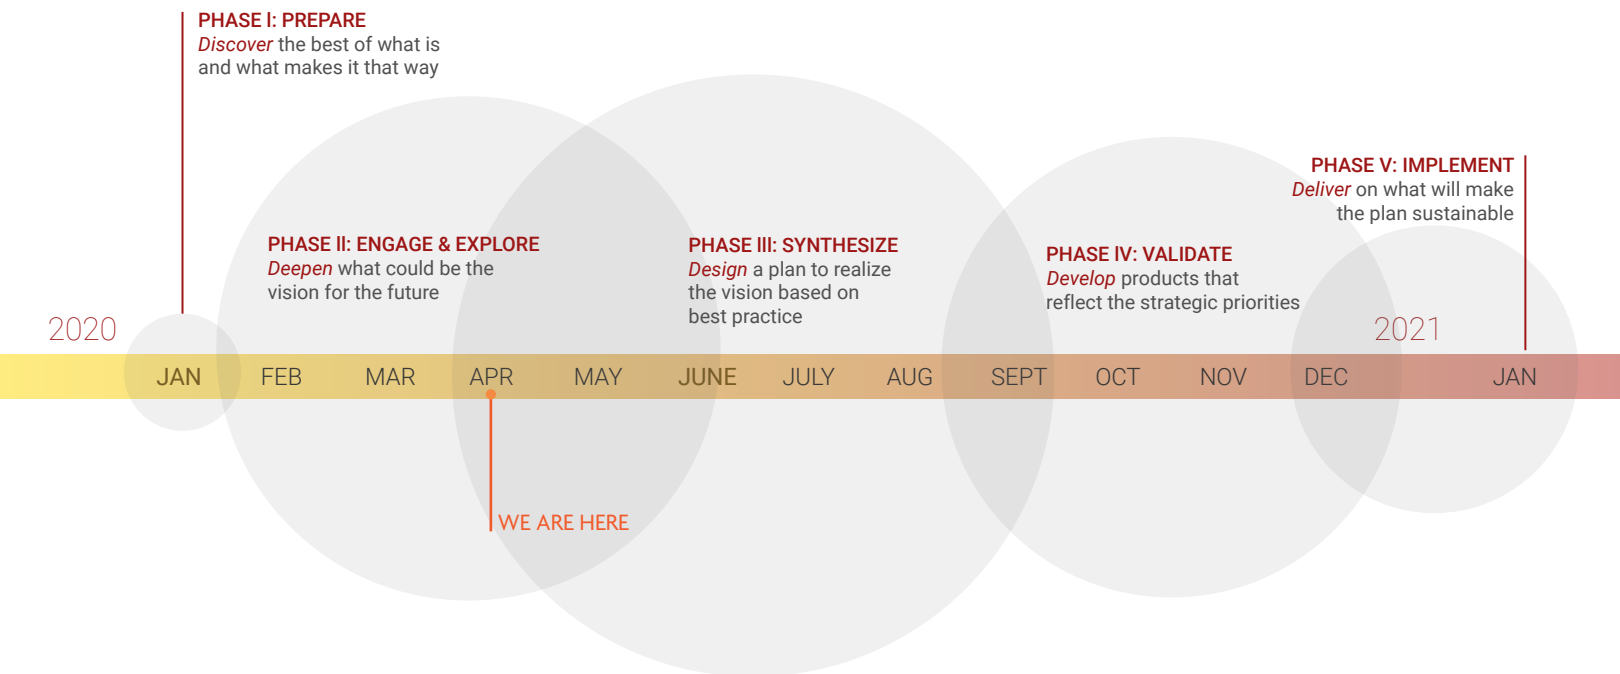 PHASE I: PREPARE
Discover the best of what is
and what makes it that way
PHASE II: ENGAGE & EXPLORE
Deepen what could be the
vision for the future
PHASE III: SYNTHESIZE
Design a plan to realize
the vision based on
best practice
PHASE IV: VALIDATE
Develop products that
reflect the strategic priorities
PHASE V: IMPLEMENT
Deliver on what will make
the plan sustainable
2020
2021
JAN FEB MAR APR MAY JUNE JULY AUG SEPT OCT NOV DEC JAN
WE ARE HERE